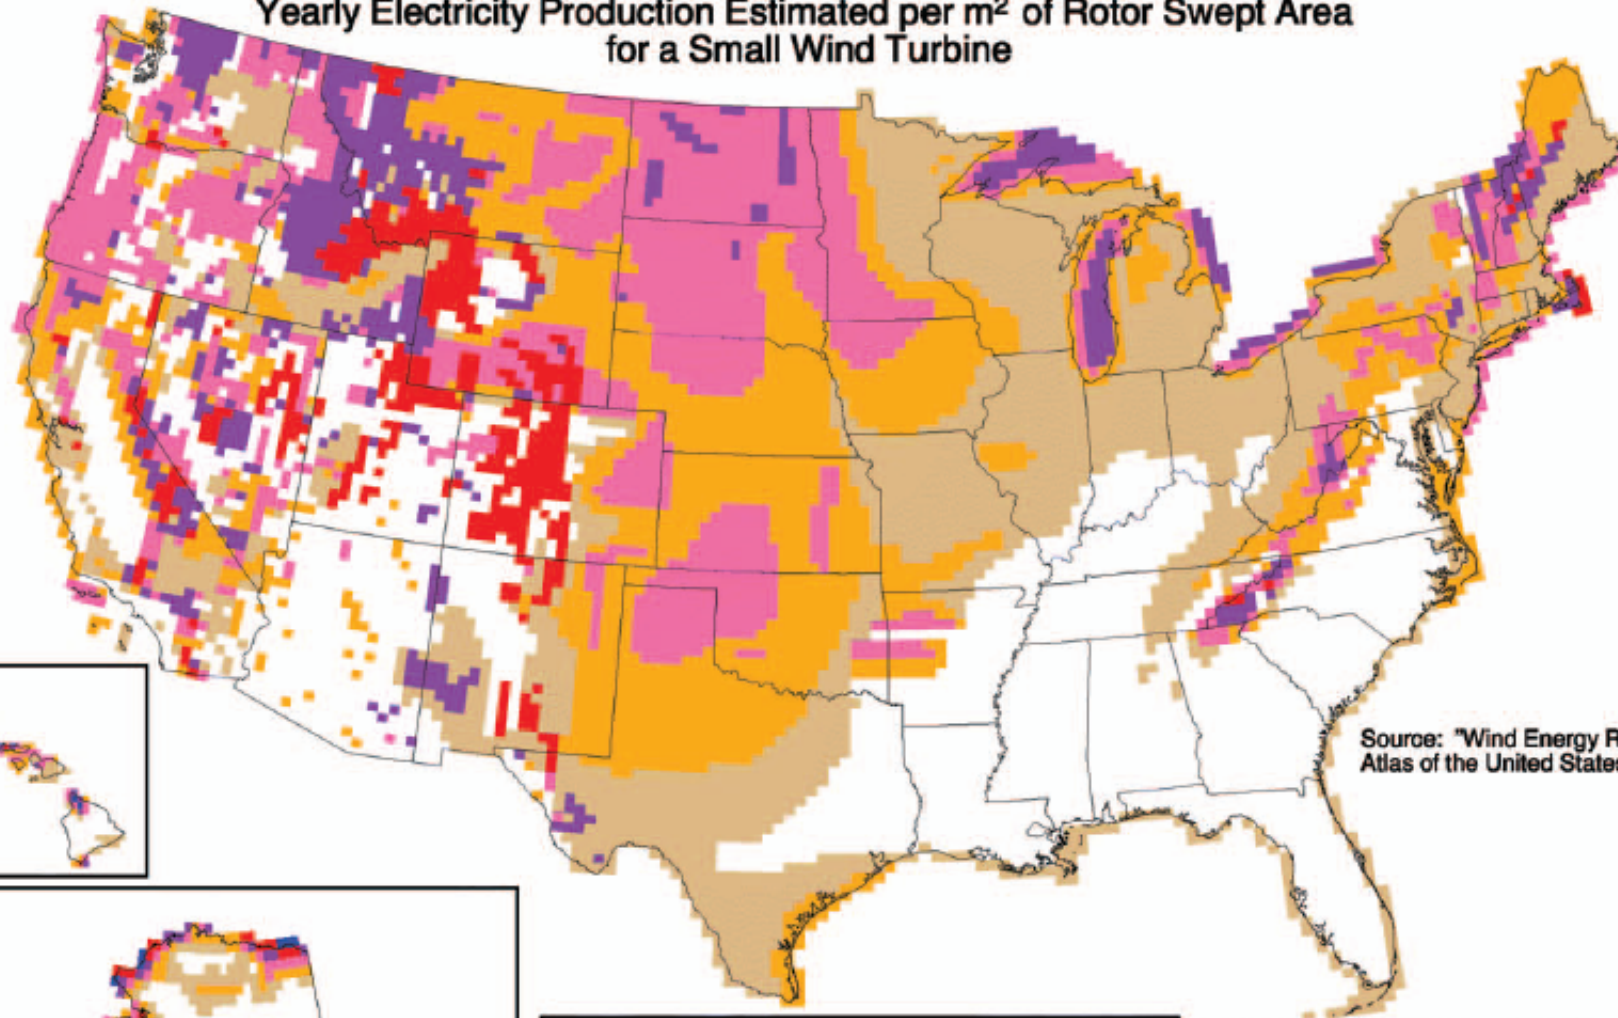 Yearly Electricity Production Estimated per m² of Rotor Swept Area
for a Small Wind Turbine
Source: "Wind Energy
Atlas of the United